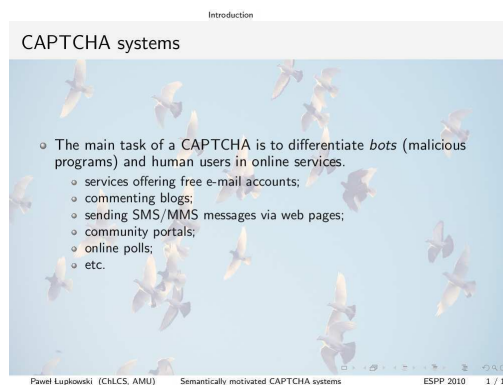 Introduction
CAPTCHA systems
The main task of a CAPTCHA is to differentiate bots (malicious
programs) and human users in online services.
services offering free e-mail accounts;
commenting blogs;
sending SMS/MMS messages via web pages;
community portals;
online polls;
etc.
Paweł Łupkowski (ChLCS, AMU) Semantically motivated CAPTCHA systems ESPP 2010 1 /